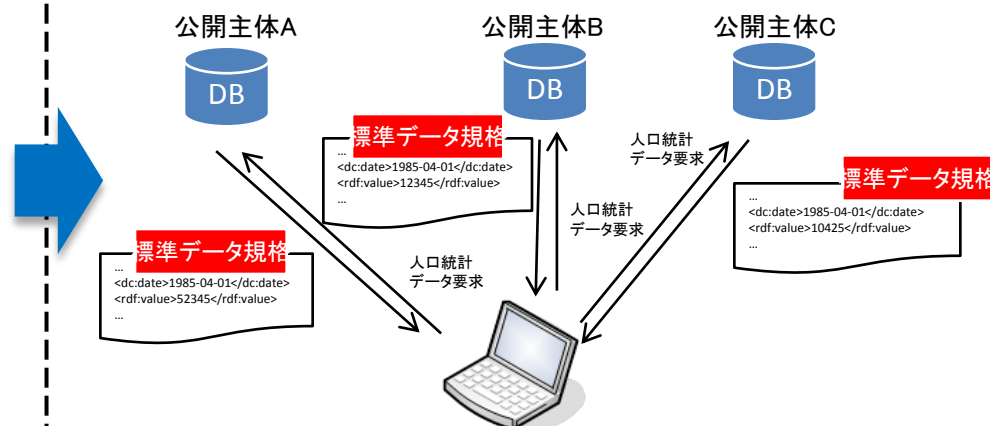 公開主体A
公開主体B
公開主体C
DB
DB
DB
標準データ規格
…
<dc:date>1985-04-01</dc:date>
<rdf:value>12345</rdf:value>
…
人口統計
データ要求
標準データ規格
…
<dc:date>1985-04-01</dc:date>
<rdf:value>10425</rdf:value>
…
人口統計
データ要求
標準データ規格
…
<dc:date>1985-04-01</dc:date>
<rdf:value>52345</rdf:value>
…
人口統計
データ要求